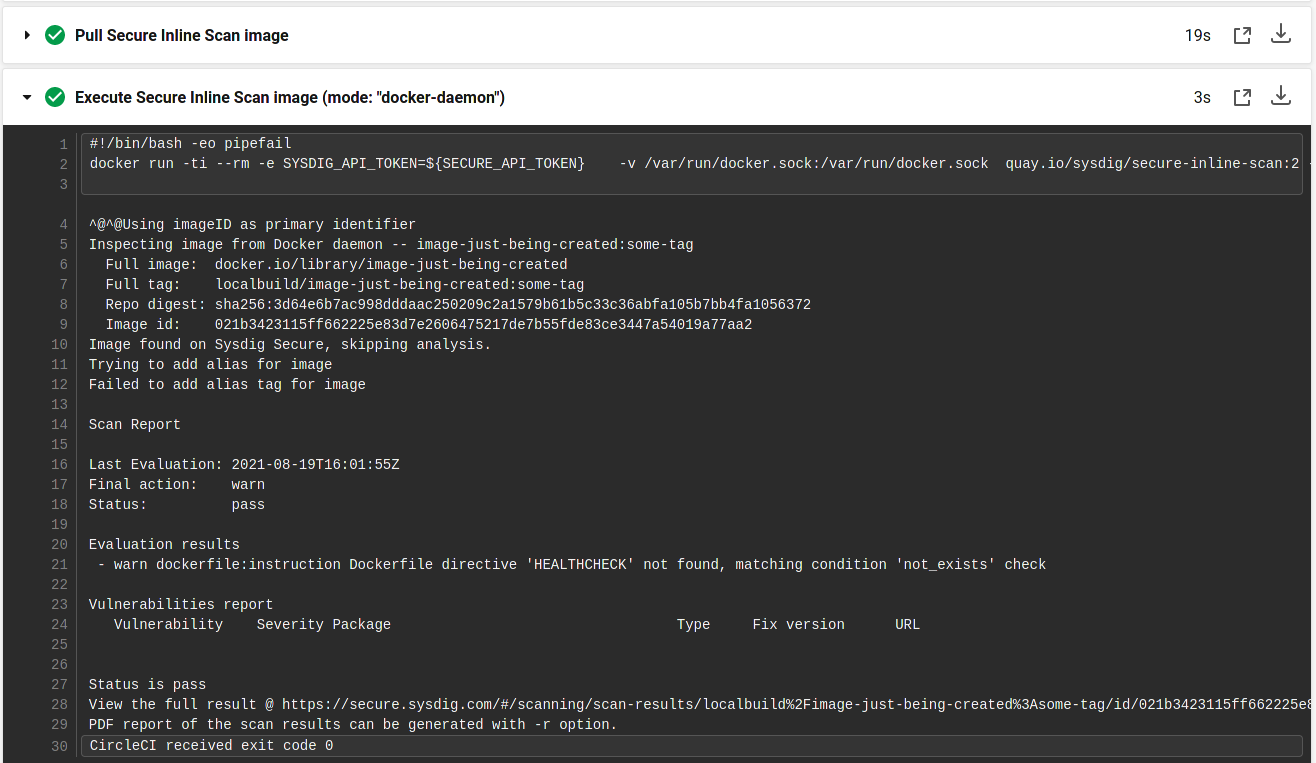 Pull Secure Inline Scan image 19s
Execute Secure Inline Scan image (mode: "docker-daemon") 3s
1 #!/bin/bash -eo pipefail
2 docker run -ti --rm -e SYSDIG_API_TOKEN=${SECURE_API_TOKEN}    -v /var/run/docker.sock:/var/run/docker.sock  quay.io/sysdig/secure-inline-scan:2
3
4 ^@^@Using imageID as primary identifier
5 Inspecting image from Docker daemon -- image-just-being-created:some-tag
6   Full image:  docker.io/library/image-just-being-created
7   Full tag:    localbuild/image-just-being-created:some-tag
8   Repo digest: sha256:3d64e6b7ac998dddaac250209c2a1579b61b5c33c36abfa105b7bb4fa1056372
9   Image id:    021b3423115ff662225e83d7e2606475217de7b55fde83ce3447a54019a77aa2
10 Image found on Sysdig Secure, skipping analysis.
11 Trying to add alias for image
12 Failed to add alias tag for image
13
14 Scan Report
15
16 Last Evaluation: 2021-08-19T16:01:55Z
17 Final action:    warn
18 Status:          pass
19
20 Evaluation results
21  - warn dockerfile:instruction Dockerfile directive 'HEALTHCHECK' not found, matching condition 'not_exists' check
22
23 Vulnerabilities report
24    Vulnerability    Severity Package                                  Type     Fix version      URL
25
26
27 Status is pass
28 View the full result @ https://secure.sysdig.com/#/scanning/scan-results/localbuild%2Fimage-just-being-created%3Asome-tag/id/021b3423115ff662225e8
29 PDF report of the scan results can be generated with -r option.
30 CircleCI received exit code 0